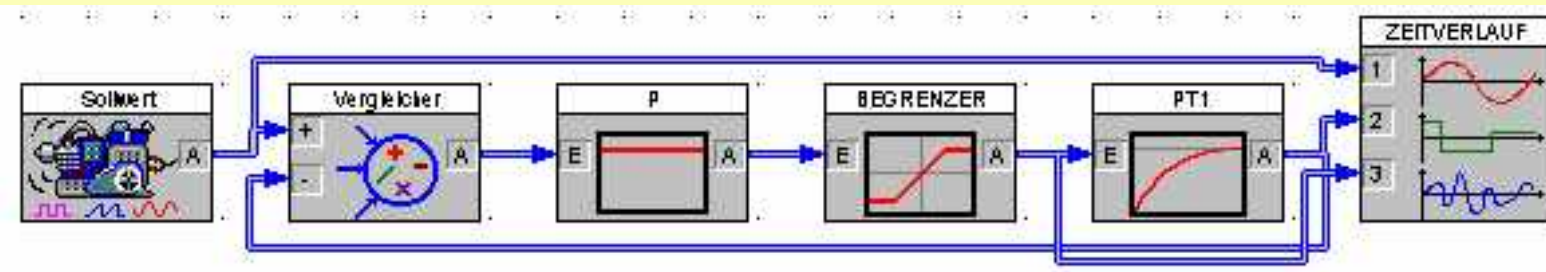 ZEITVERLAUF
1
Sollwert
Vergleicher
P
BEGRENZER
PT1
2
+
A
A
E
A
E
A
E
A
-
3